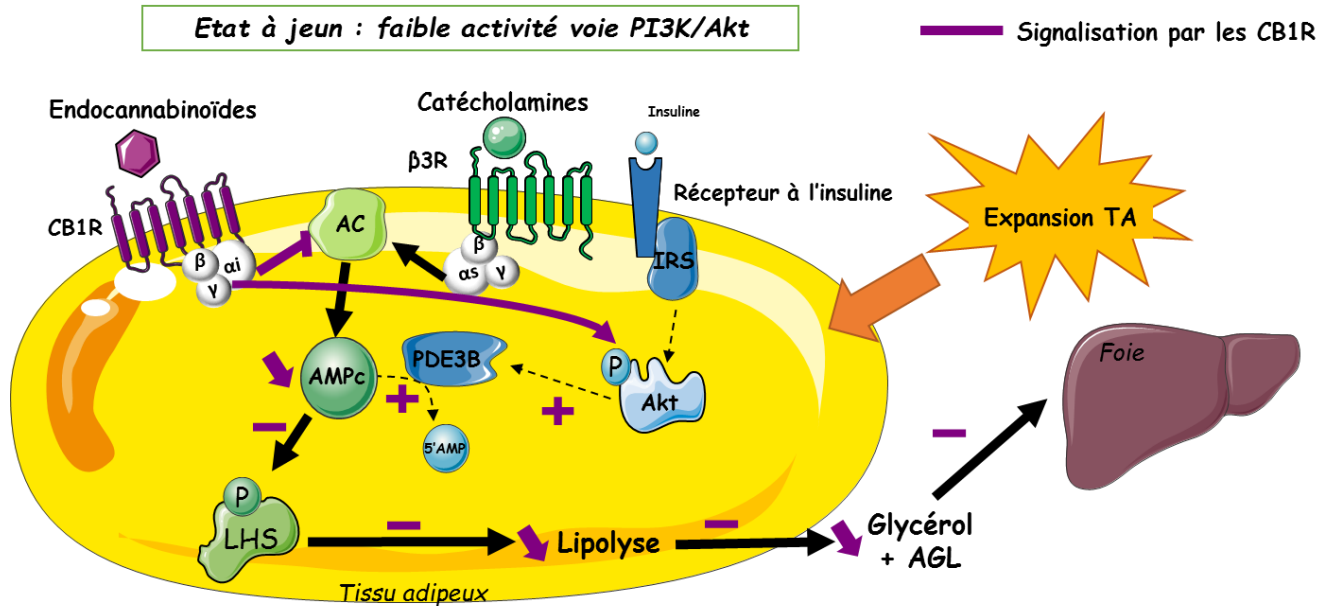 Etat à jeun : faible activité voie PI3K/Akt
Signalisation par les CB1R
Endocannabinoïdes
Catécholamines
Insuline
β3R
Récepteur à l'insuline
CB1R
AC
Expansion TA
β
αi
γ
β
αs
γ
IRS
Foie
PDE3B
P
AMPc
+
Akt
+
5'AMP
P
LHS
Lipolyse
Glycérol
+ AGL
Tissu adipeux